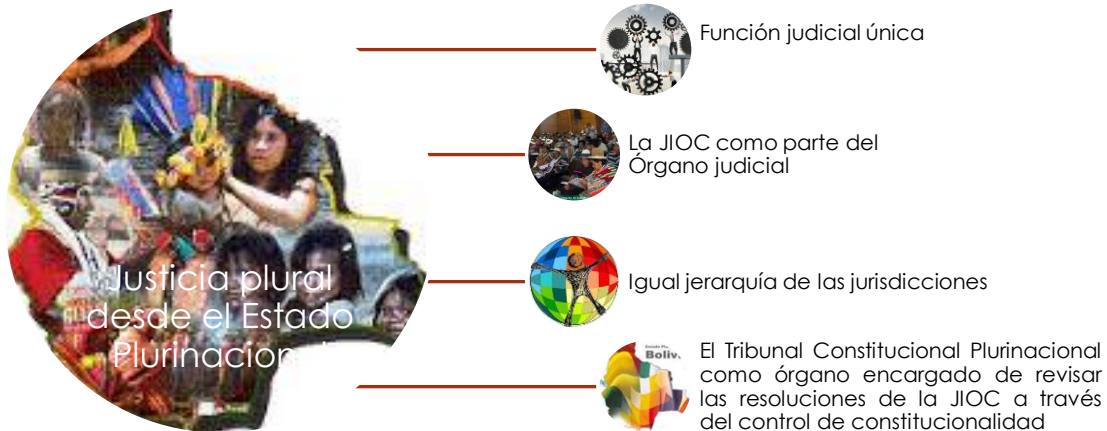 Función judicial única
La JIOC como parte del
Órgano judicial
Justicia plural
desde el Estado
Igual jerarquía de las jurisdicciones
El Tribunal Constitucional Plurinacional
como órgano encargado de revisar
las resoluciones de la JIOC a través
del control de constitucionalidad
Plurinacional
Boliv.